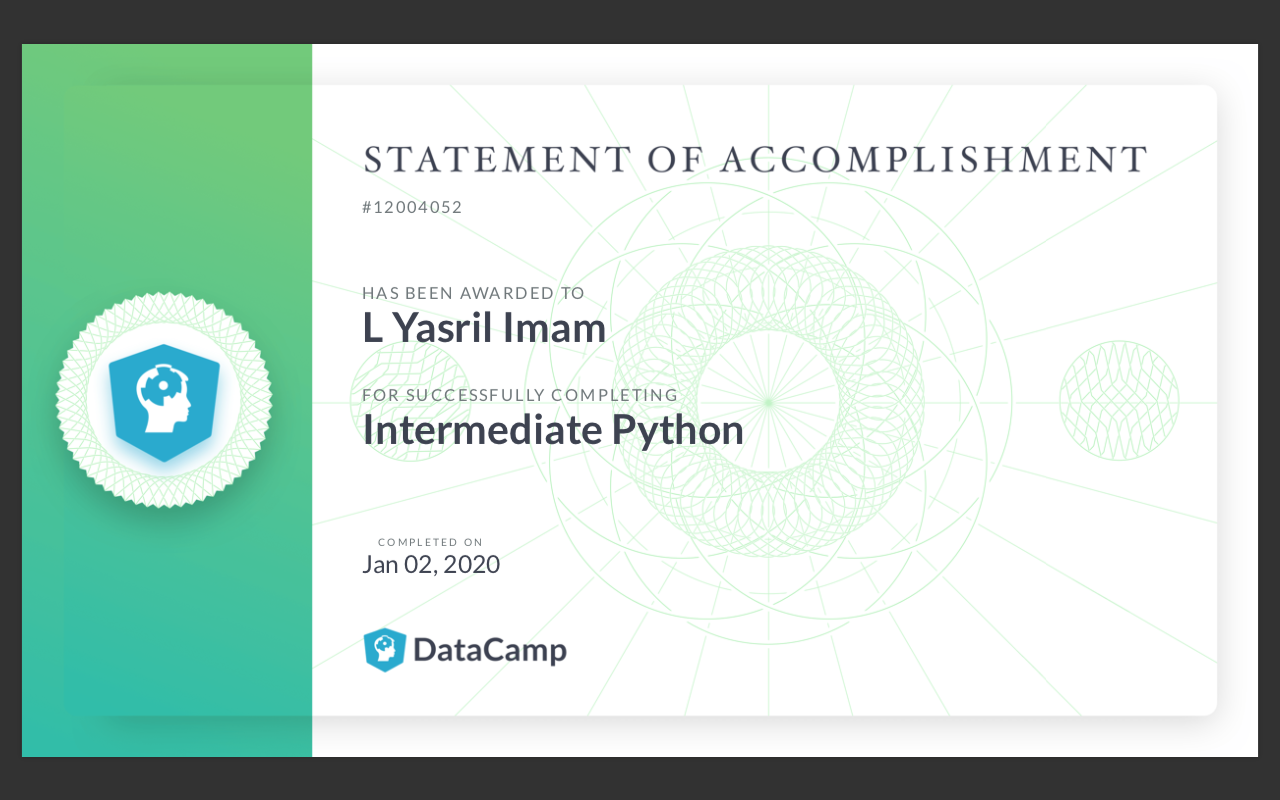 STATEMENT OF ACCOMPLISHMENT
#12004052
HAS BEEN AWARDED TO
L Yasril Imam
FOR SUCCESSFULLY COMPLETING
Intermediate Python
COMPLETED ON
Jan 02, 2020
DataCamp